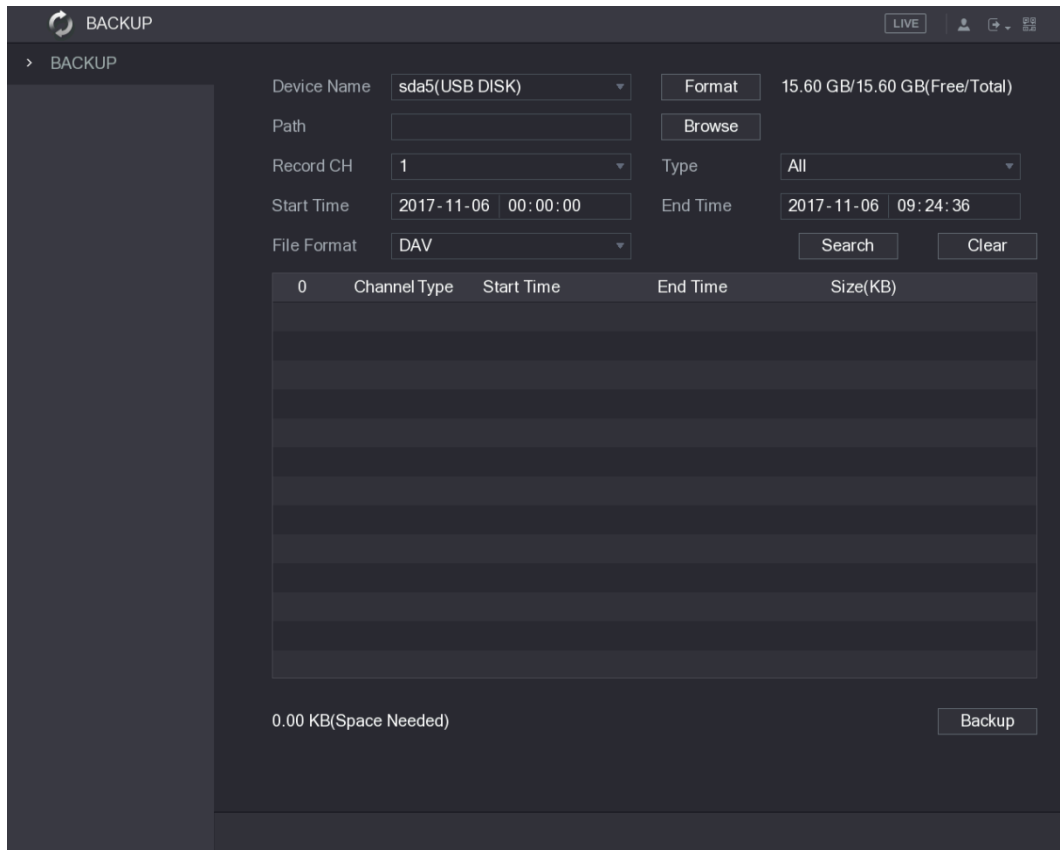 BACKUP LIVE
> BACKUP
Device Name sda5(USB DISK) Format 15.60 GB/15.60 GB(Free/Total)
Path Browse
Record CH 1 Type All
Start Time 2017-11-06 00:00:00 End Time 2017-11-06 09:24:36
File Format DAV Search Clear
0 Channel Type Start Time End Time Size(KB)
0.00 KB(Space Needed) Backup